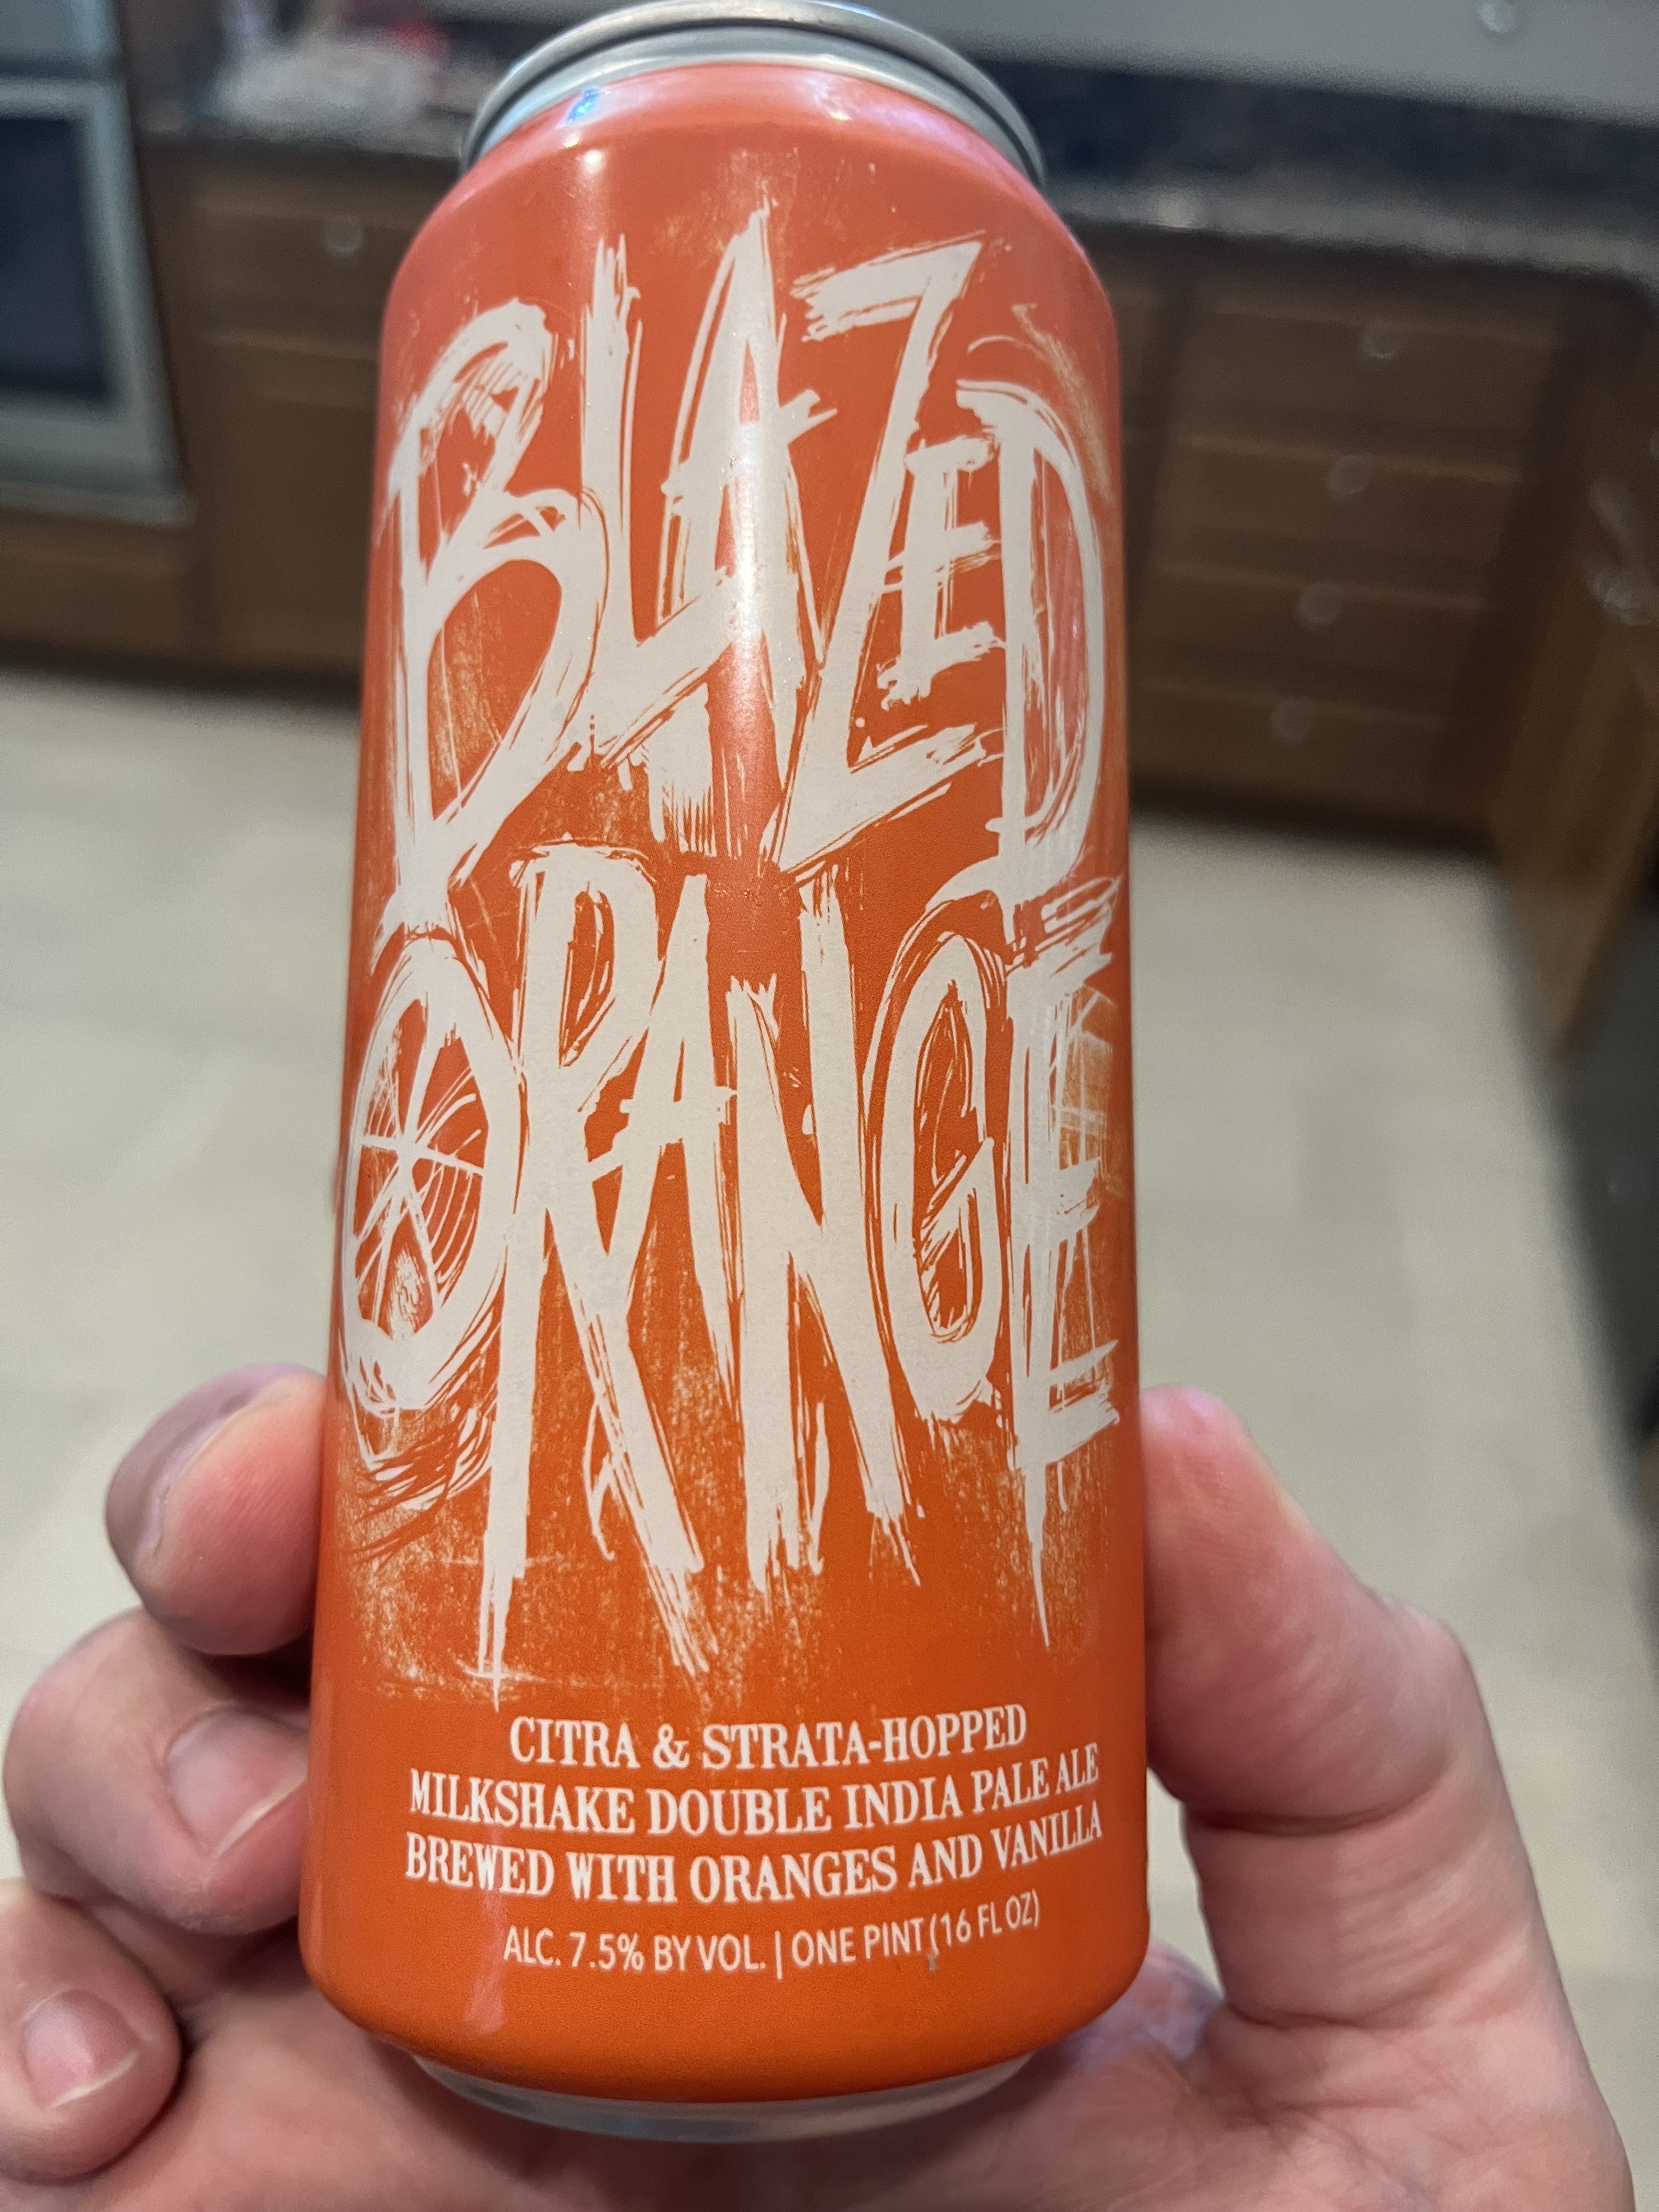 BLAZED
ORANGE
CITRA & STRATA-HOPPED
MILKSHAKE DOUBLE INDIA PALE ALE
BREWED WITH ORANGES AND VANILLA
ALC. 7.5% BY VOL. | ONE PINT (16 FL OZ)